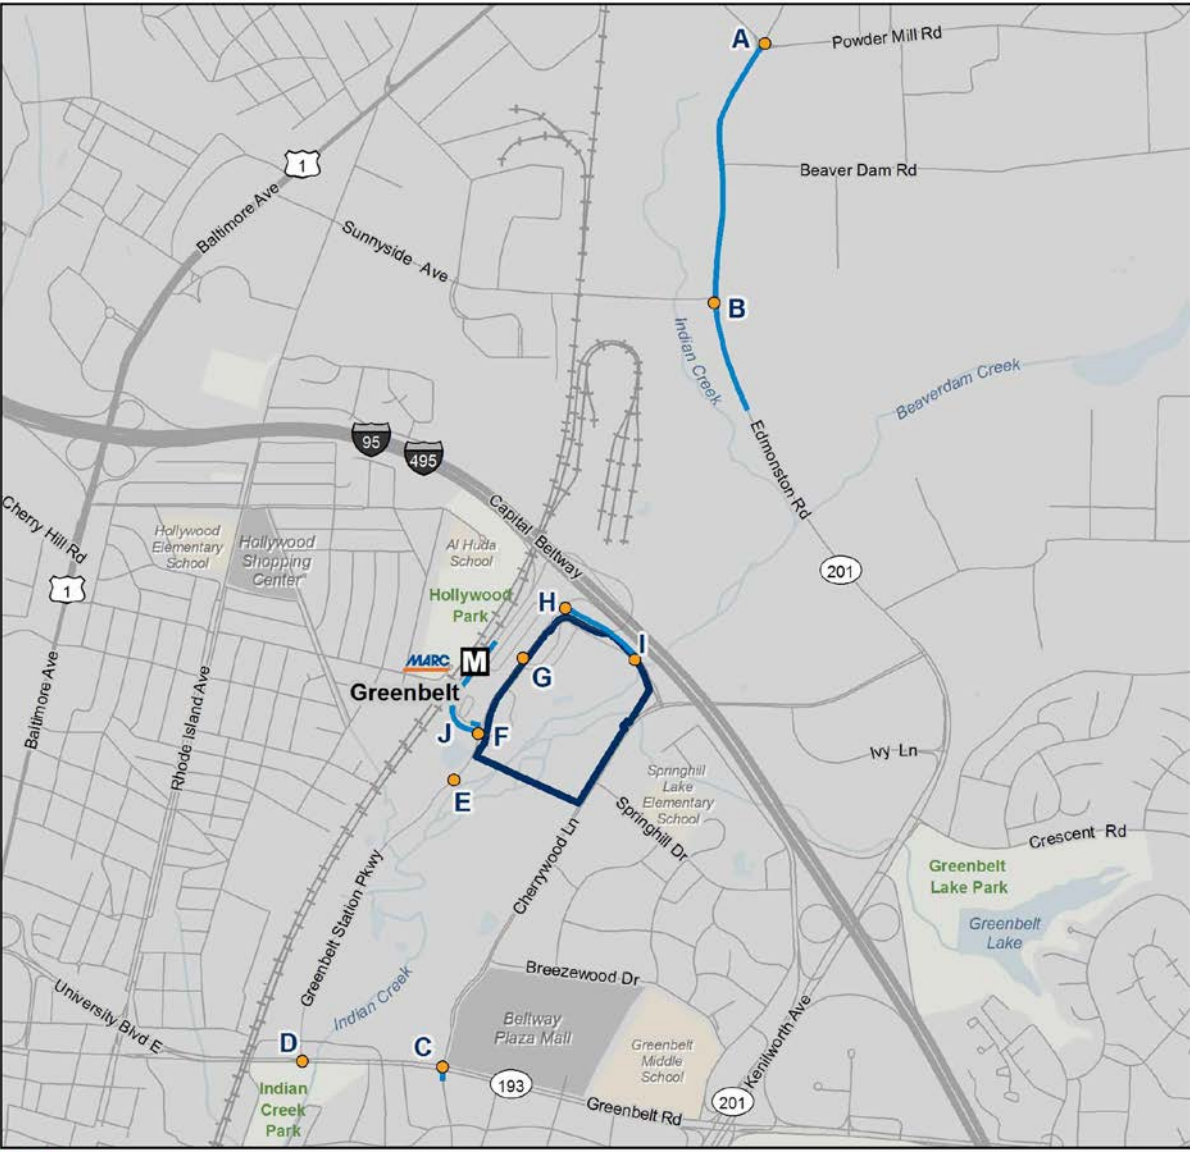 A
Powder Mill Rd
1
Beaver Dam Rd
Baltimore Ave
Sunnyside Ave
B
Indian Creek
Beaverdam Creek
95
495
Edmonston Rd
Capital Beltway
Cherry Hill Rd
Hollywood
Elementary
School
Hollywood
Shopping
Center
Al Huda
School
201
1
Hollywood
Park
H
I
MARC
M
G
Greenbelt
Baltimore Ave
Rhode Island Ave
J
F
Ivy Ln
E
Springhill
Lake
Elementary
School
Springhill Dr
Crescent Rd
Cherrywood Ln
Greenbelt
Lake Park
Greenbelt
Lake
Greenbelt Station Pkwy
Breezewood Dr
Indian Creek
University Blvd E
Beltway
Plaza Mall
Kenilworth Ave
D
C
Greenbelt
Middle
School
193
201
Indian
Creek
Park
Greenbelt Rd